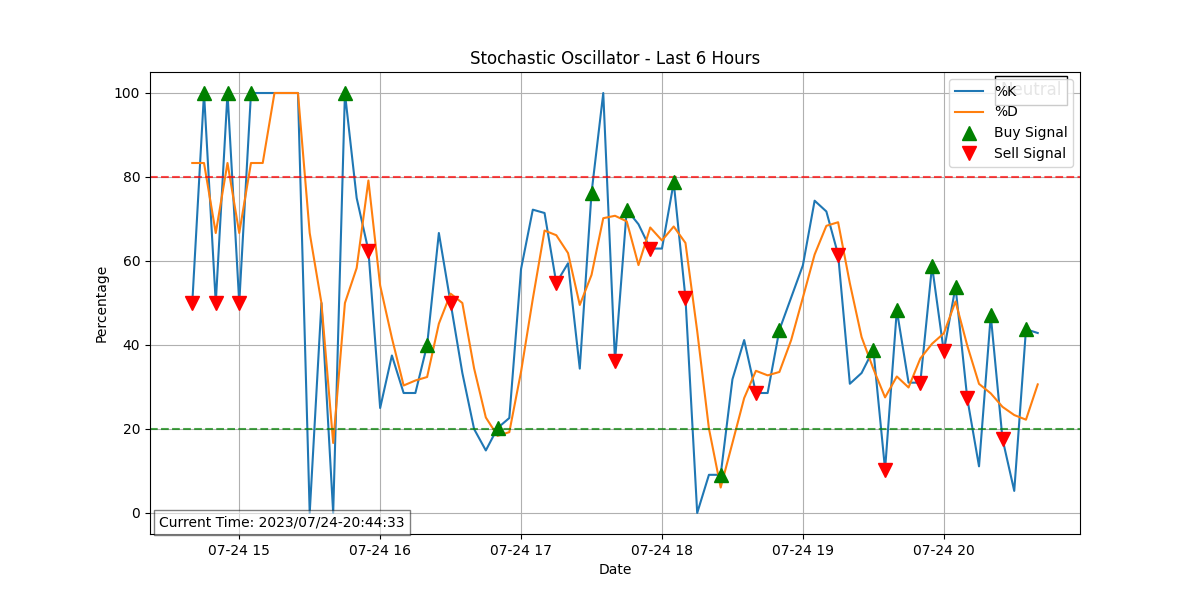 Stochastic Oscillator - Last 6 Hours
%K
%D
Buy Signal
Sell Signal
100
80
60
40
20
0
Percentage
Current Time: 2023/07/24-20:44:33
07-24 15
07-24 16
07-24 17
07-24 18
07-24 19
07-24 20
Date